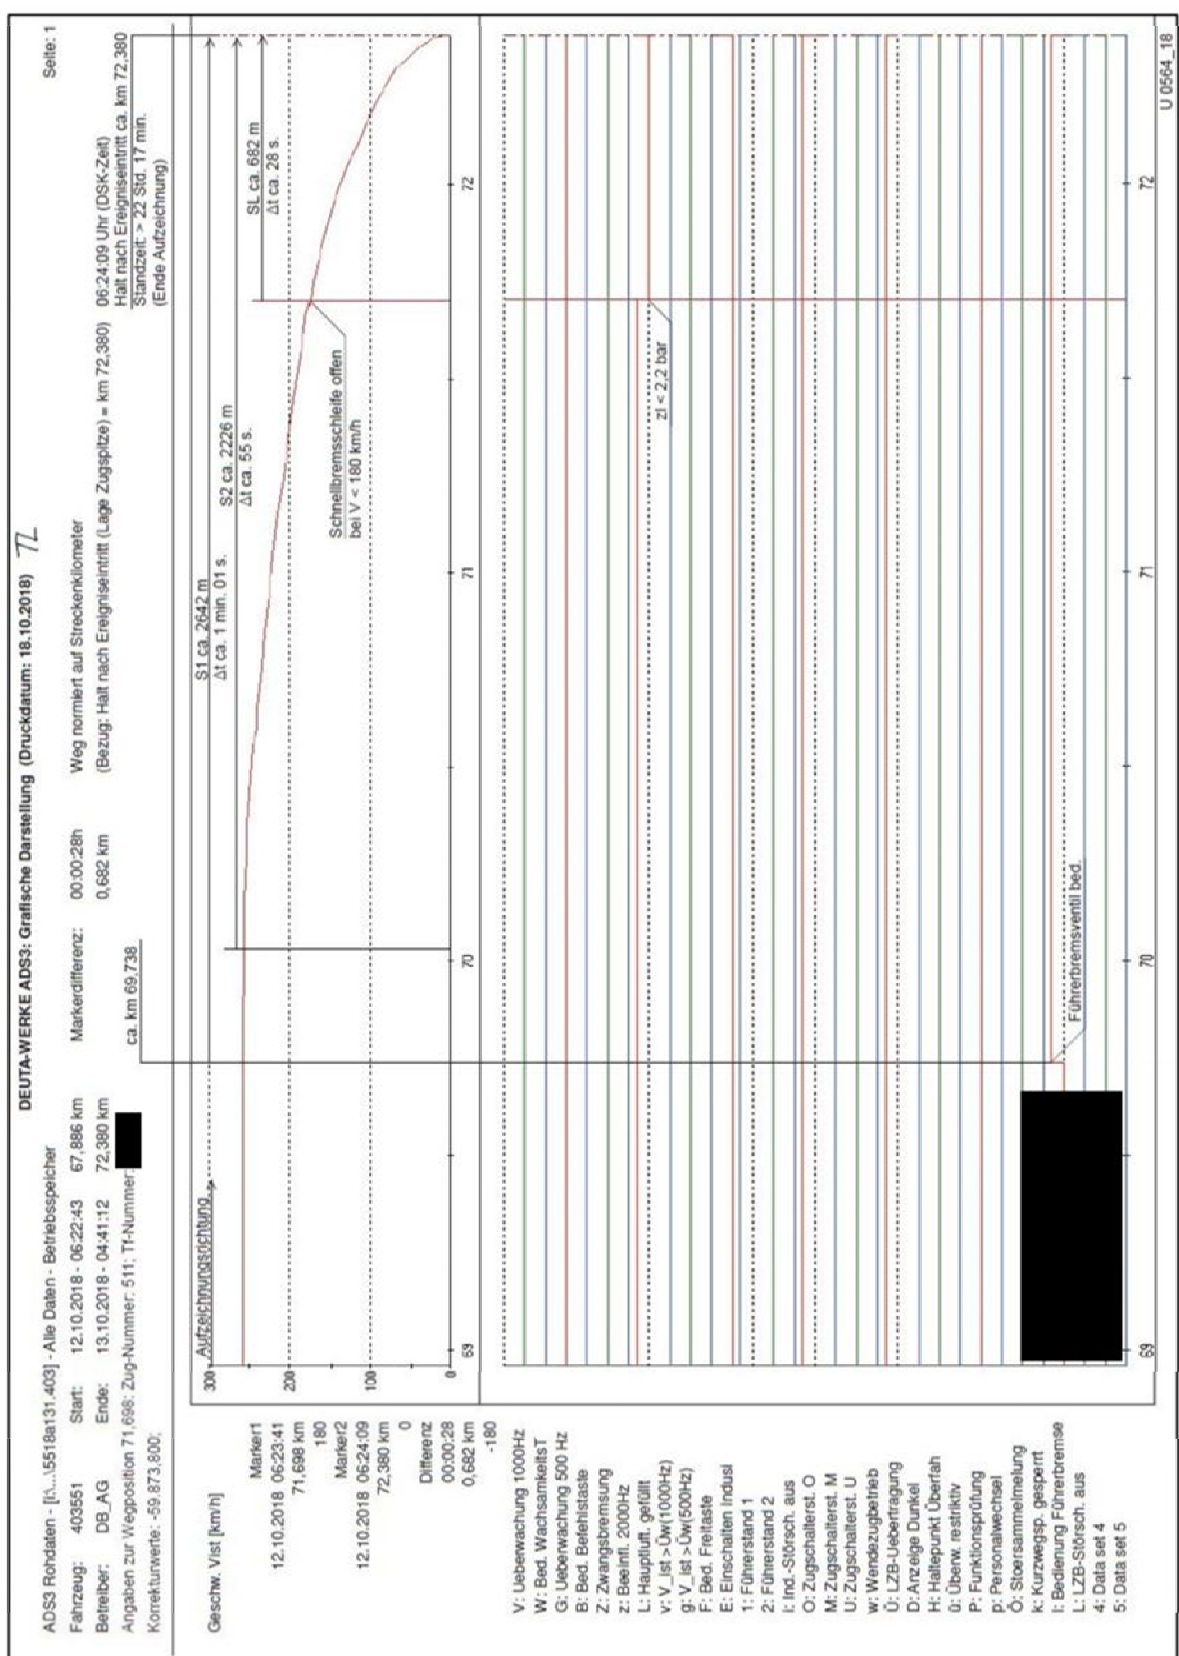 DEUTA-WERKE ADS3: Grafische Darstellung (Druckdatum: 18.10.2018) 72
Seite: 1
ADS3 Rohdaten - [I:\...\5518a131.403] - Alle Daten - Betriebsspeicher
Fahrzeug: 403551 Start: 12.10.2018 - 06:22:43 67,886 km Markerdifferenz: 00:00:28h Weg normiert auf Streckenkilometer
Betreiber: DB_AG Ende: 13.10.2018 - 04:41:12 72,380 km 0,682 km (Bezug: Halt nach Ereigniseintritt (Lage Zugspitze) = km 72,380)
Angaben zur Wegposition 71,698: Zug-Nummer: 511; Tf-Nummer:
Korrekturwerte: -59.873,800;
ca. km 69,738
06:24:09 Uhr (DSK-Zeit)
Halt nach Ereigniseintritt ca. km 72,380
Standzeit: > 22 Std. 17 min.
(Ende Aufzeichnung)
Geschw. Vist [km/h]
Aufzeichnungsrichtung
S1 ca. 2642 m
Δt ca. 1 min. 01 s.
S2 ca. 2226 m
Δt ca. 55 s.
SL ca. 682 m
Δt ca. 28 s.
Schnellbremsschleife offen
bei V < 180 km/h
300
200
100
0
Marker1
12.10.2018 06:23:41
71,698 km
180
Marker2
12.10.2018 06:24:09
72,380 km
0
Differenz
00:00:28
0,682 km
-180
69 70 71 72
V: Ueberwachung 1000Hz
W: Bed. WachsamkeitsT
G: Ueberwachung 500 Hz
B: Bed. Befehlstaste
Z: Zwangsbremsung
z: Beeinfl. 2000Hz
L: Hauptluft. gefüllt
v: V_ist > Üw(1000Hz)
g: V_ist > Üw(500Hz)
F: Bed. Freitaste
E: Einschalten Indusi
1: Führerstand 1
2: Führerstand 2
I: Ind.-Störsch. aus
O: Zugschalterst. O
M: Zugschalterst. M
U: Zugschalterst. U
w: Wendezugbetrieb
Ü: LZB-Uebertragung
D: Anzeige Dunkel
H: Haltepunkt Überfah
ü: Überw. restriktiv
P: Funktionsprüfung
p: Personalwechsel
Ö: Stoersammelmelung
k: Kurzwegsp. gesperrt
l: Bedienung Führerbremse
L: LZB-Störsch. aus
4: Data set 4
5: Data set 5
zl < 2,2 bar
Führerbremsventil bed.
69 70 71 72
U 0564_18